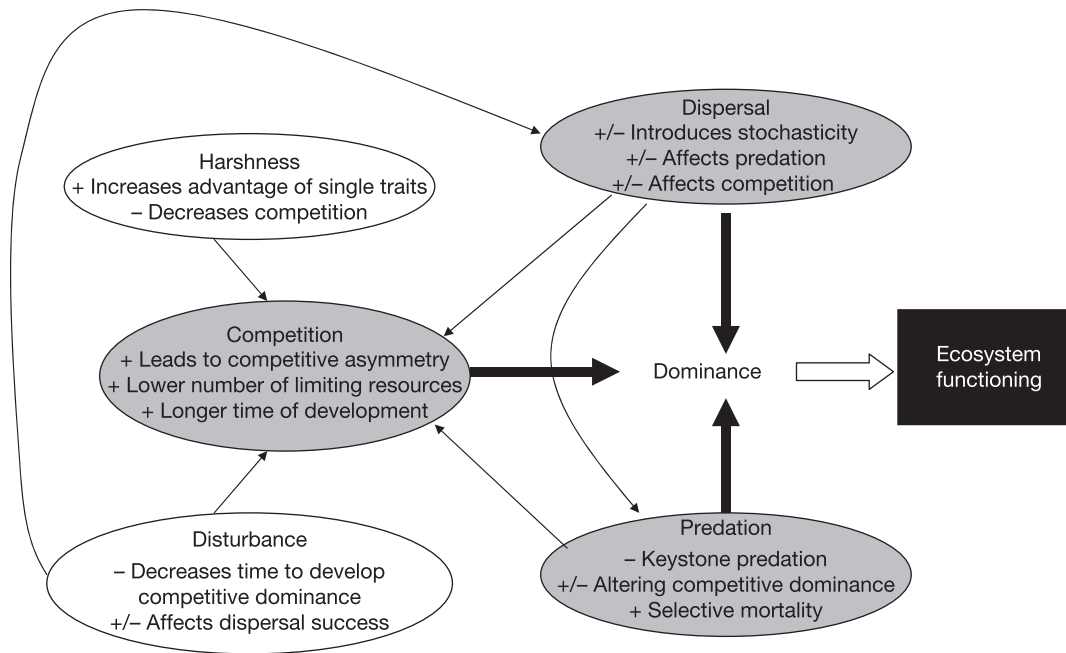 Dispersal
+/– Introduces stochasticity
+/– Affects predation
+/– Affects competition
Harshness
+ Increases advantage of single traits
– Decreases competition
Competition
+ Leads to competitive asymmetry
+ Lower number of limiting resources
+ Longer time of development
Dominance
Ecosystem
functioning
Disturbance
– Decreases time to develop
competitive dominance
+/– Affects dispersal success
Predation
– Keystone predation
+/– Altering competitive dominance
+ Selective mortality